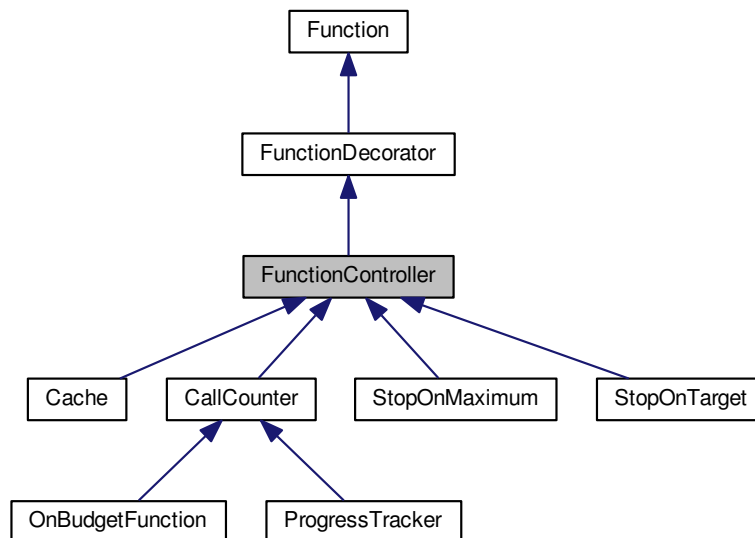 Function
FunctionDecorator
FunctionController
Cache
CallCounter
StopOnMaximum
StopOnTarget
OnBudgetFunction
ProgressTracker